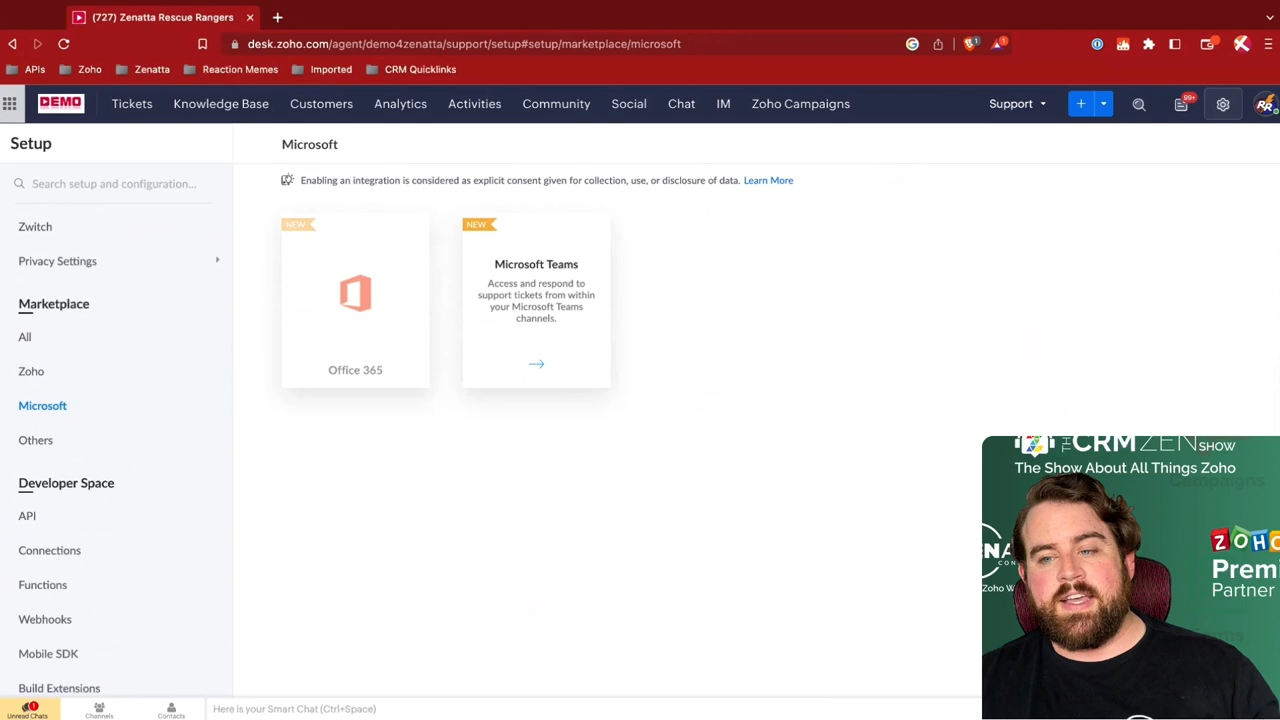 (727) Zenatta Rescue Rangers
desk.zoho.com/agent/demo4zenatta/support/setup#setup/marketplace/microsoft
APIs Zoho Zenatta Reaction Memes Imported CRM Quicklinks
DEMO Tickets Knowledge Base Customers Analytics Activities Community Social Chat IM Zoho Campaigns Support 99+
Setup
Microsoft
Search setup and configuration...
Enabling an integration is considered as explicit consent given for collection, use, or disclosure of data. Learn More
Zwitch
Privacy Settings
Marketplace
All
Zoho
Microsoft
Others
Developer Space
API
Connections
Functions
Webhooks
Mobile SDK
Build Extensions
NEW
Office 365
NEW
Microsoft Teams
Access and respond to
support tickets from within
your Microsoft Teams
channels.
THE CRMZENSHOW
The Show About All Things Zoho
Campaigns
ZOHO
Premi
Partner
Zoho W
Unread Chats
Channels
Contacts
Here is your Smart Chat (Ctrl+Space)